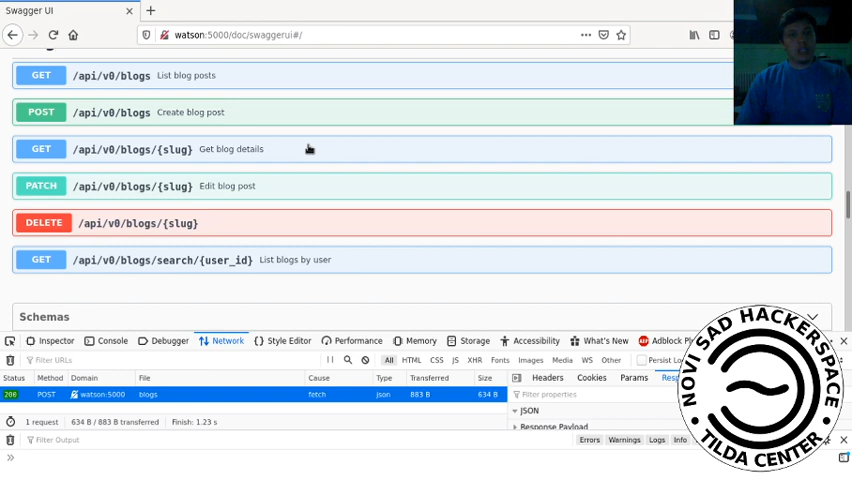 Swagger UI
watson:5000/doc/swaggerui#/
GET /api/v0/blogs List blog posts
POST /api/v0/blogs Create blog post
GET /api/v0/blogs/{slug} Get blog details
PATCH /api/v0/blogs/{slug} Edit blog post
DELETE /api/v0/blogs/{slug}
GET /api/v0/blogs/search/{user_id} List blogs by user
Schemas
Inspector Console Debugger Network Style Editor Performance Memory Storage Accessibility What's New Adblock
Filter URLs All HTML CSS JS XHR Fonts Images Media WS Other Persist
Status Method Domain File Cause Type Transferred Size Headers Cookies Params
200 POST watson:5000 blogs fetch json 883 B 634 B Filter properties
JSON
1 request 634 B / 883 B transferred Finish: 1.23 s Response Payload
Filter Output Errors Warnings Logs Info
NOVI SAD HACKERSPACE
TILDA CENTER